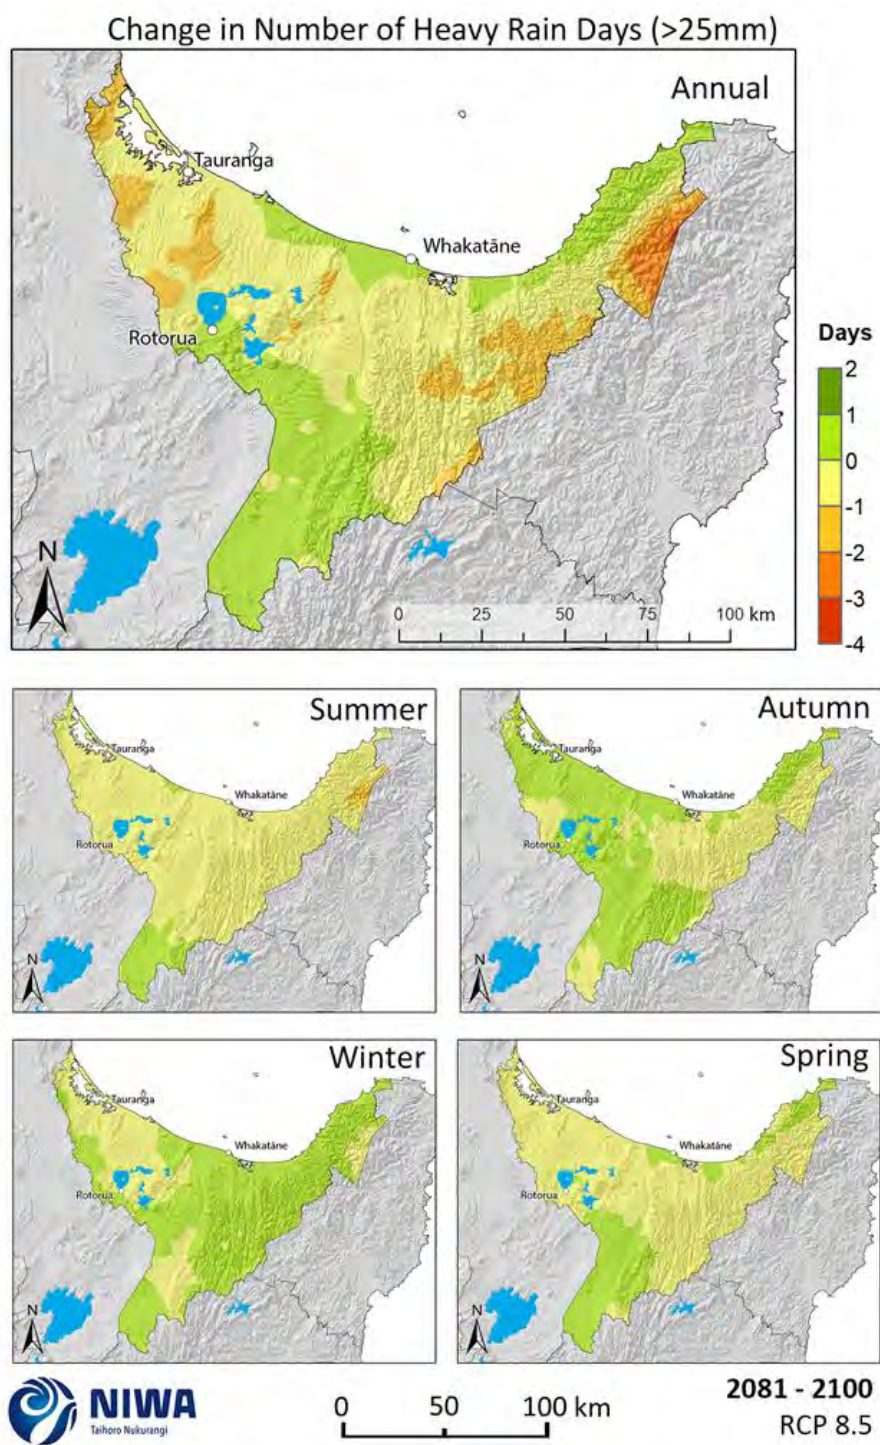 Change in Number of Heavy Rain Days (>25mm)
Annual
Tauranga
Whakatāne
Rotorua
Days
2
1
0
-1
-2
-3
-4
N
0 25 50 75 100 km
Summer
Tauranga
Whakatāne
Rotorua
N
Autumn
Tauranga
Whakatāne
Rotorua
N
Winter
Tauranga
Whakatāne
Rotorua
N
Spring
Tauranga
Whakatāne
Rotorua
N
NIWA
Taihoro Nukurangi
0 50 100 km
2081 - 2100
RCP 8.5